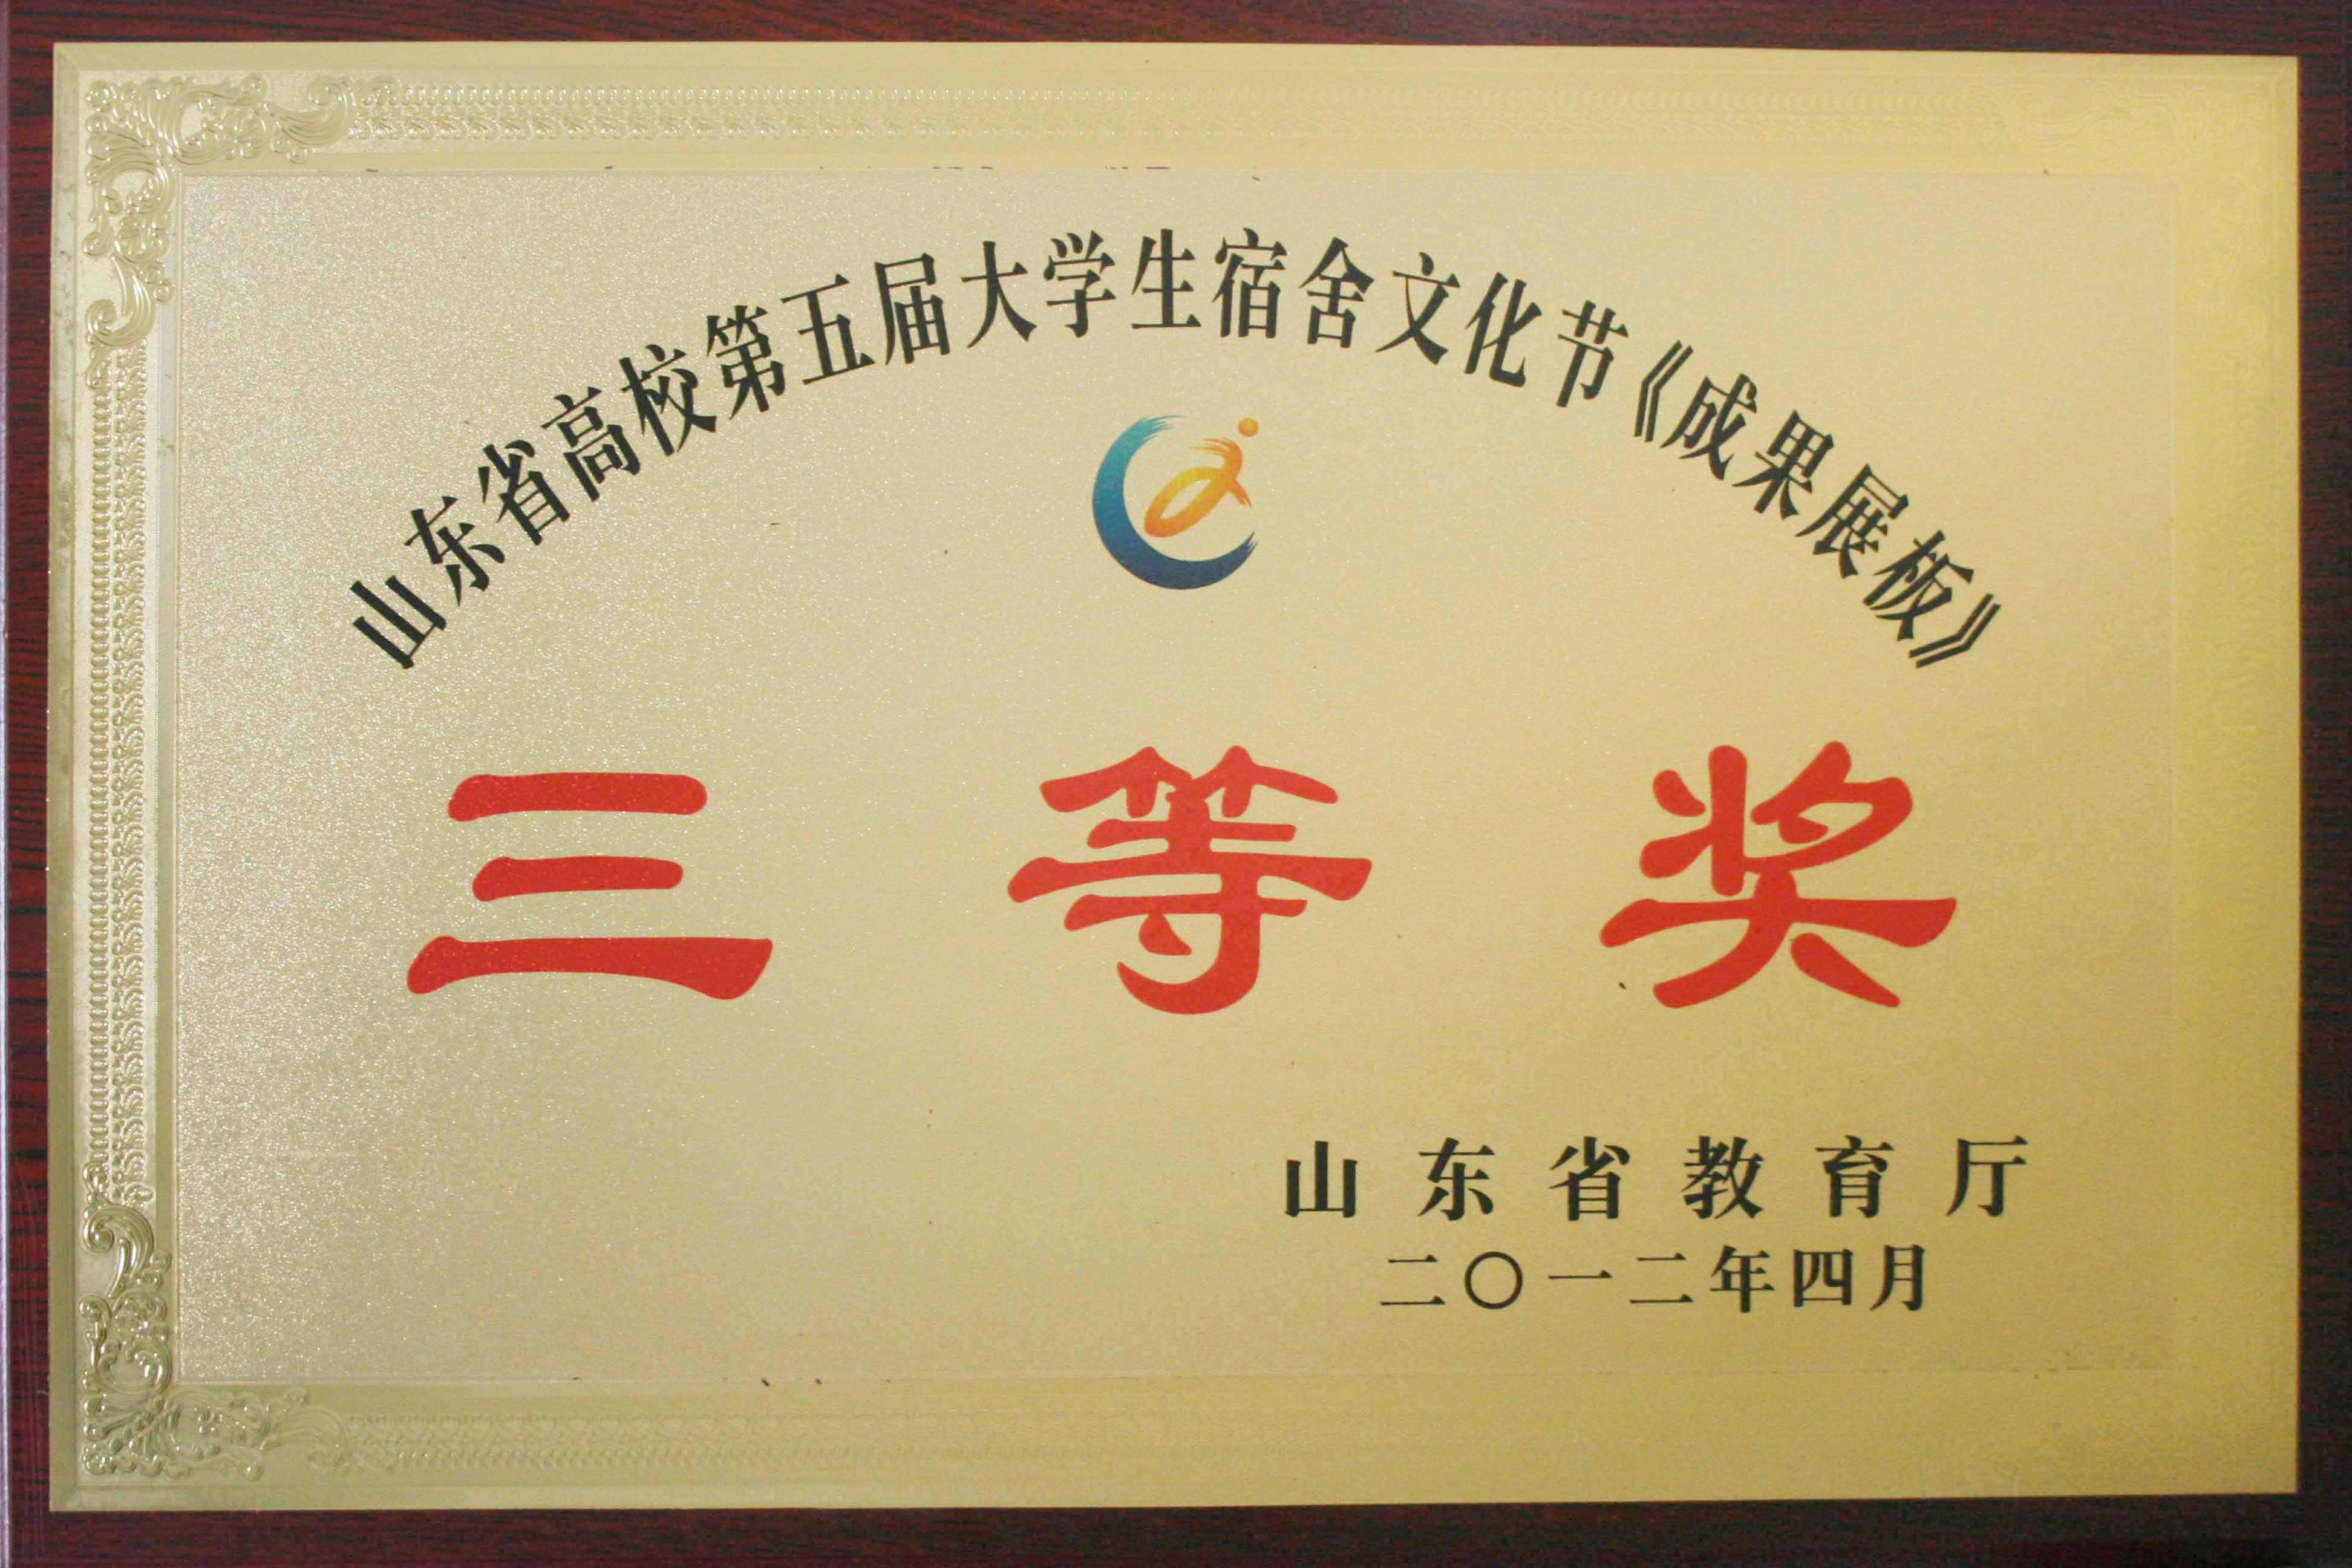 山东省高校第五届大学生宿舍文化节《成果展板》
三等奖
山东省教育厅
二〇一二年四月